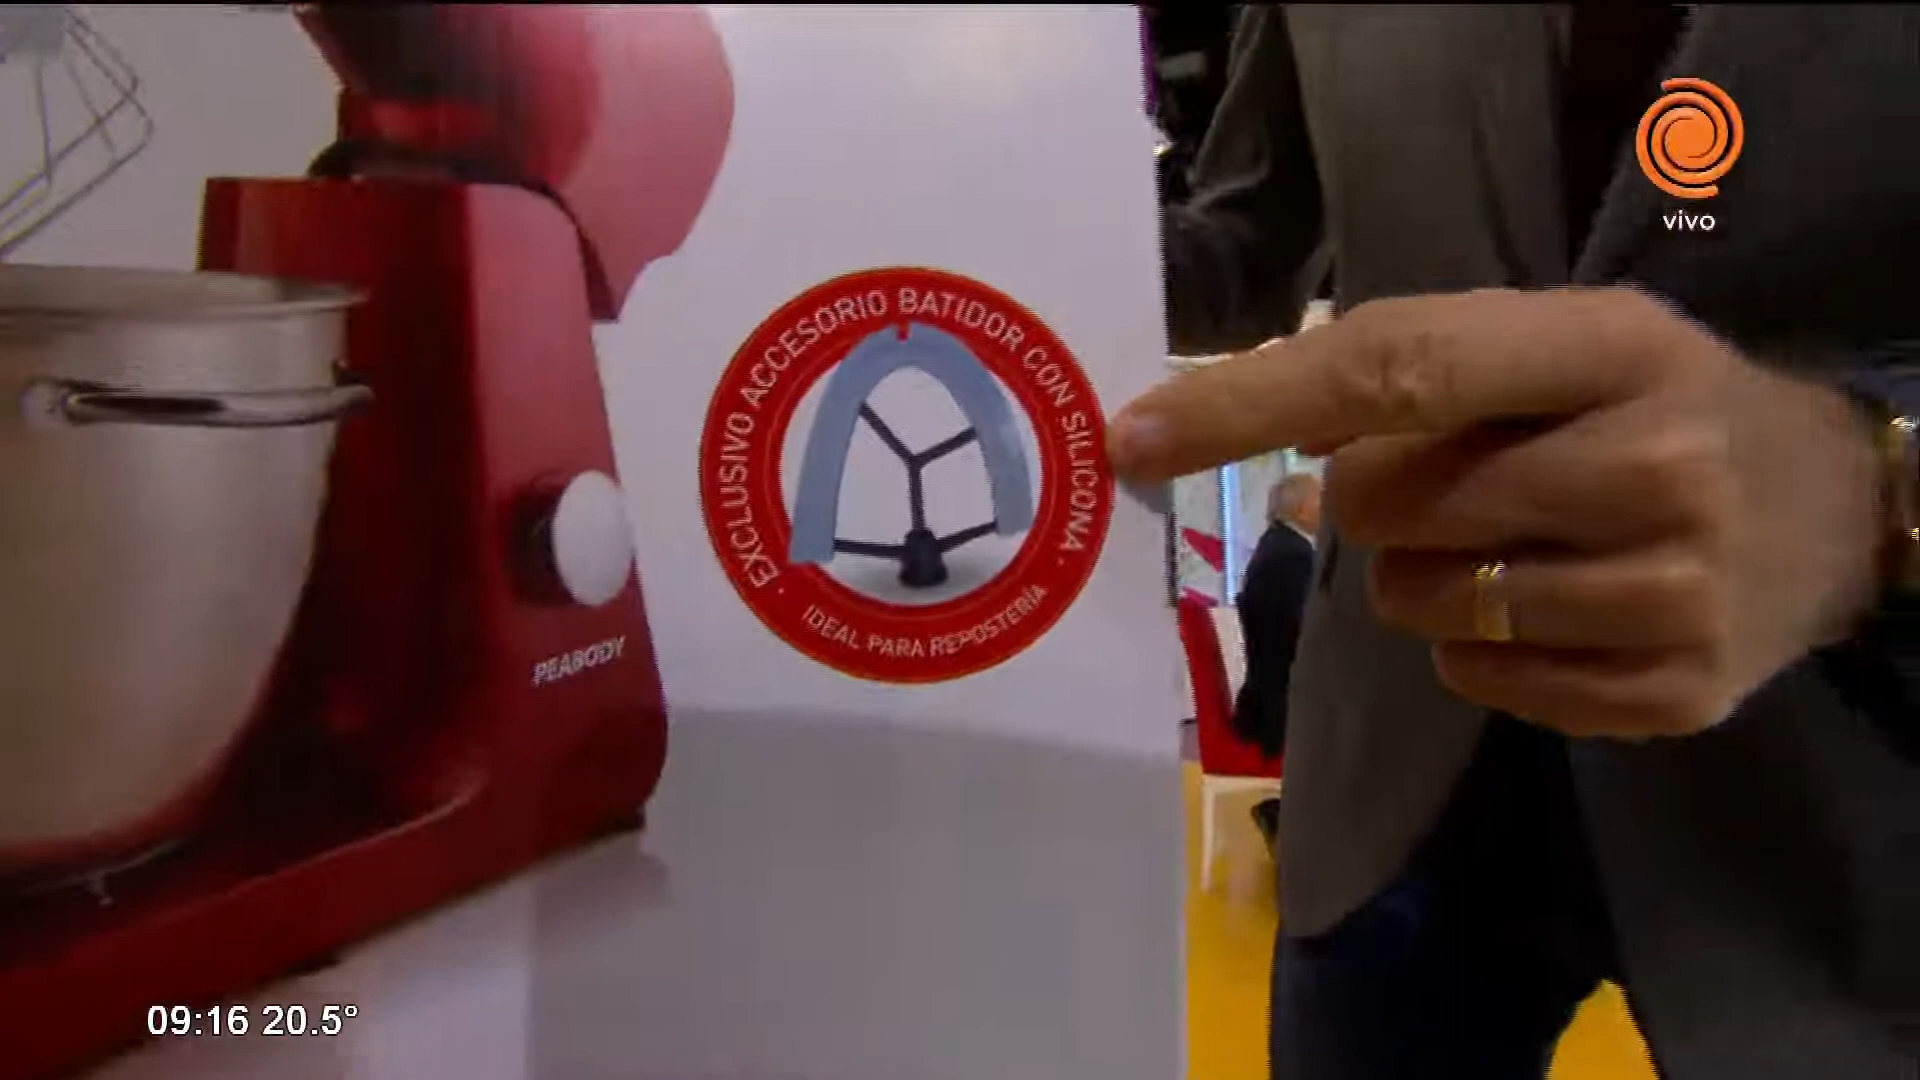 vivo
EXCLUSIVO ACCESORIO BATIDOR CON SILICONA
· IDEAL PARA REPOSTERÍA ·
PEABODY
09:16 20.5°